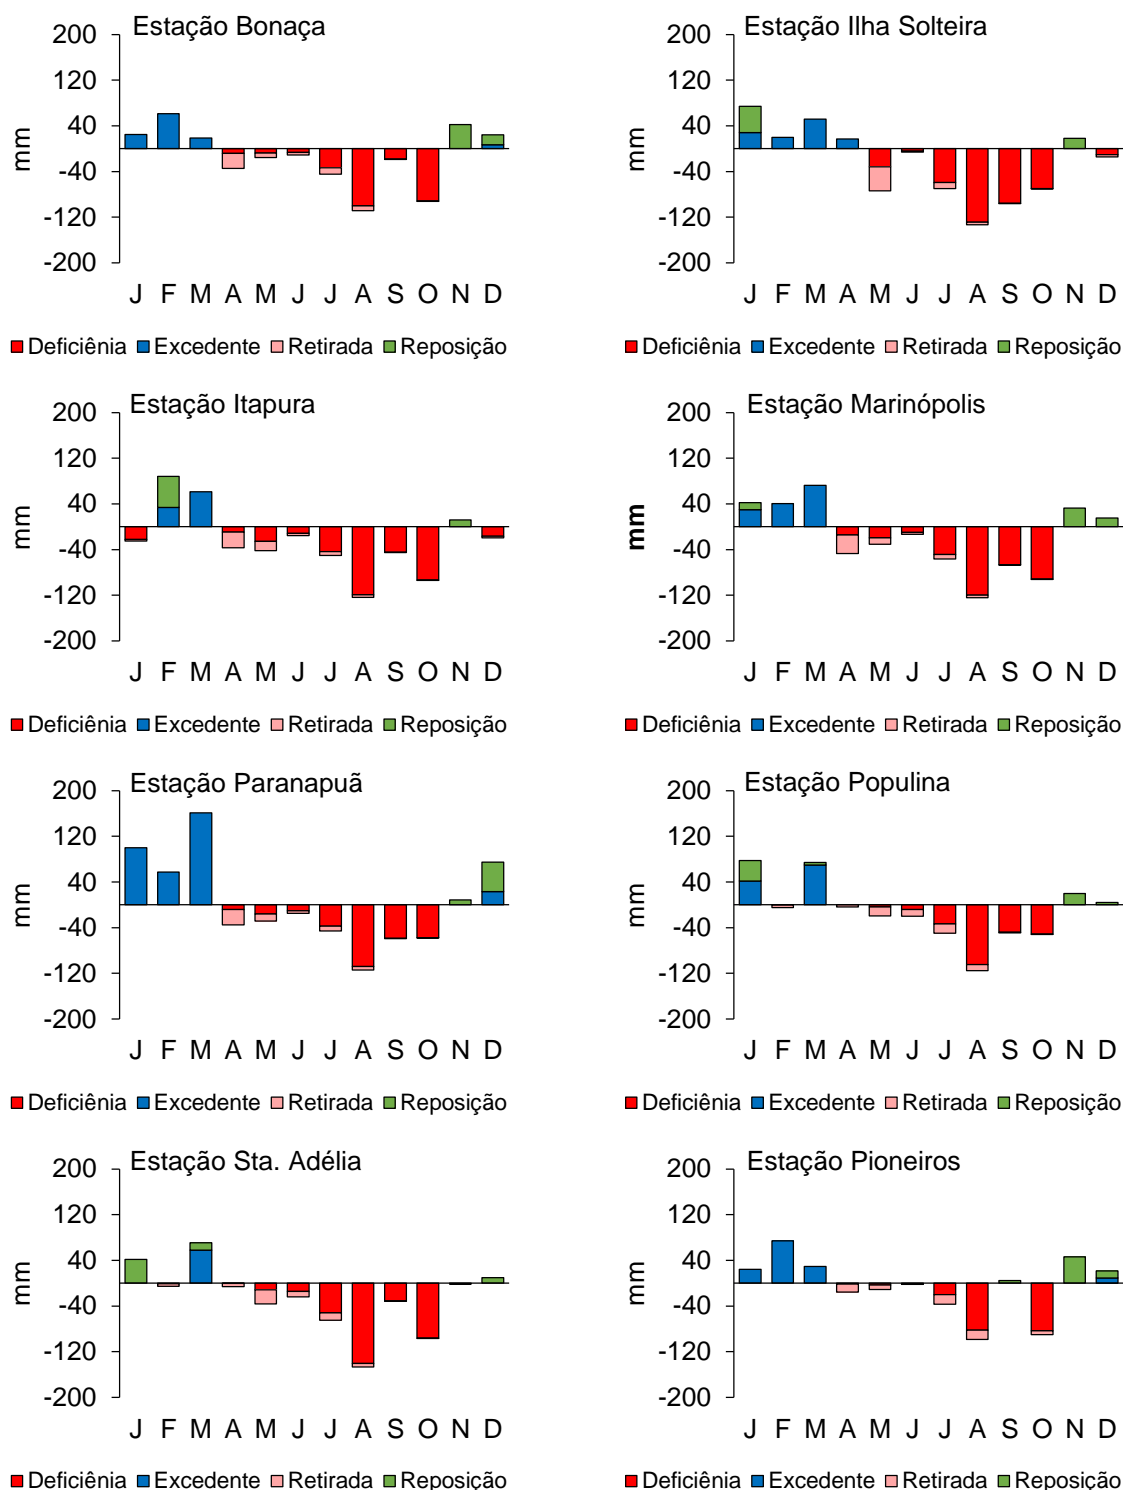 Estação Bonaça
200
120
40
-40
-120
-200
mm
J F M A M J J A S O N D
Deficiênia Excedente Retirada Reposição
Estação Ilha Solteira
200
120
40
-40
-120
-200
mm
J F M A M J J A S O N D
Deficiênia Excedente Retirada Reposição
Estação Itapura
200
120
40
-40
-120
-200
mm
J F M A M J J A S O N D
Deficiênia Excedente Retirada Reposição
Estação Marinópolis
200
120
40
-40
-120
-200
mm
J F M A M J J A S O N D
Deficiênia Excedente Retirada Reposição
Estação Paranapuã
200
120
40
-40
-120
-200
mm
J F M A M J J A S O N D
Deficiênia Excedente Retirada Reposição
Estação Populina
200
120
40
-40
-120
-200
mm
J F M A M J J A S O N D
Deficiênia Excedente Retirada Reposição
Estação Sta. Adélia
200
120
40
-40
-120
-200
mm
J F M A M J J A S O N D
Deficiênia Excedente Retirada Reposição
Estação Pioneiros
200
120
40
-40
-120
-200
mm
J F M A M J J A S O N D
Deficiênia Excedente Retirada Reposição